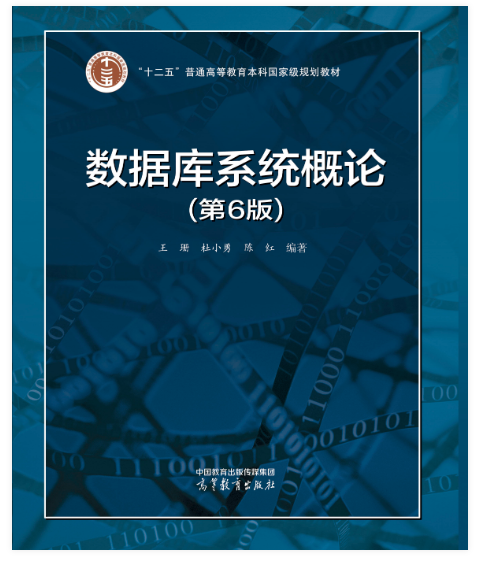 “十二五”普通高等教育本科国家级规划教材
数据库系统概论
（第6版）
王 珊 杜小勇 陈 红 编著
中国教育出版传媒集团
高等教育出版社